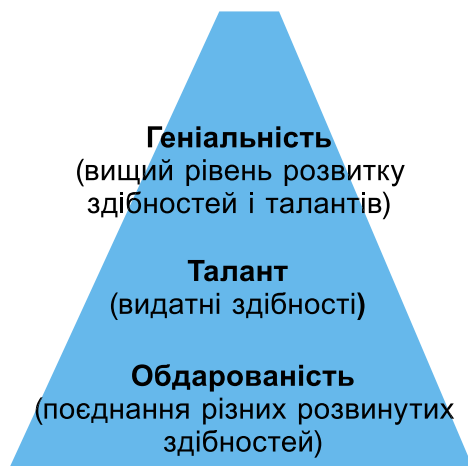 Геніальність
(вищий рівень розвитку
здібностей і талантів)
Талант
(видатні здібності)
Обдарованість
(поєднання різних розвинутих
здібностей)